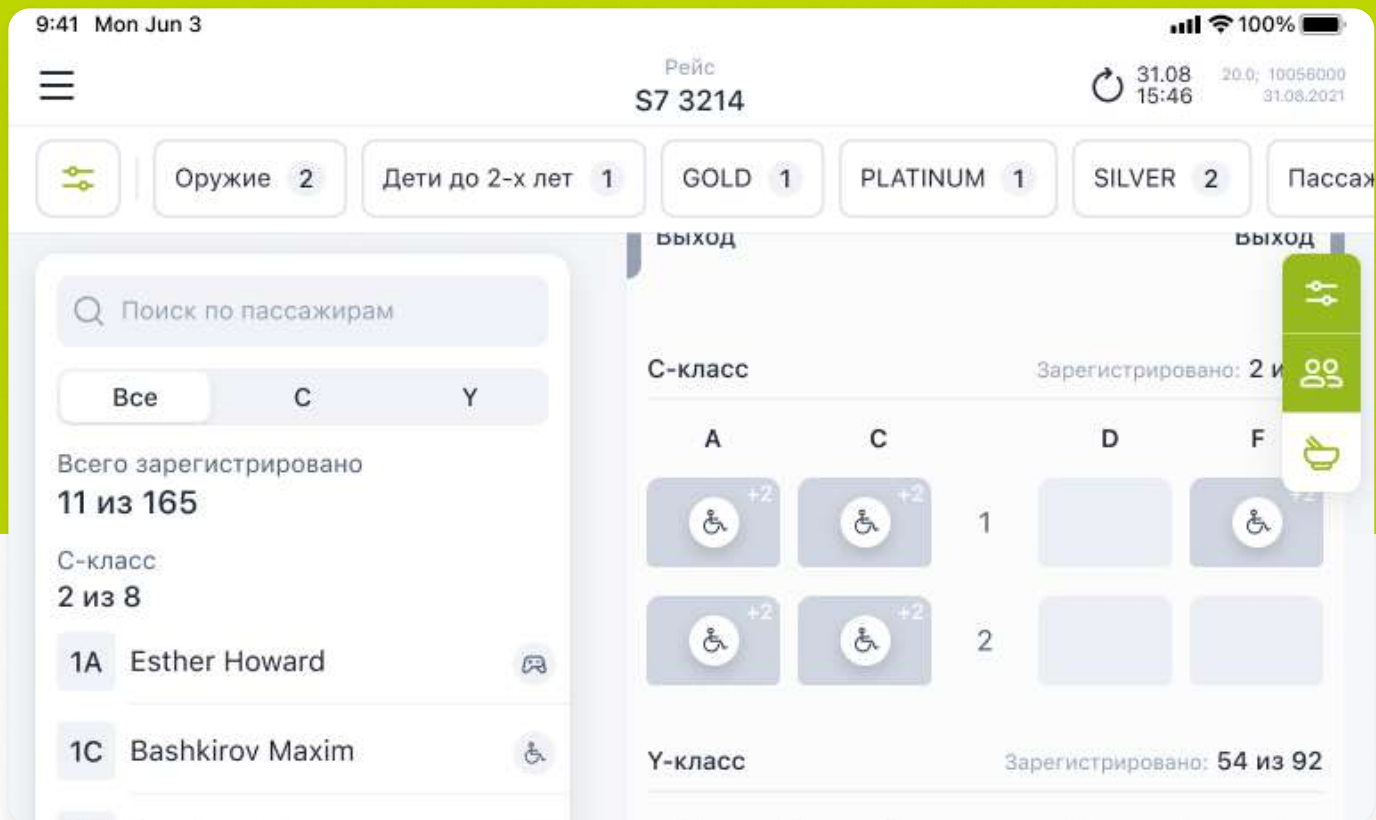 9:41 Mon Jun 3
100%
Рейс
S7 3214
31.08
15:46
20.0; 10056000
31.08.2021
Оружие 2
Дети до 2-х лет 1
GOLD 1
PLATINUM 1
SILVER 2
Пассаж
Выход
Выход
Поиск по пассажирам
Все
C
Y
Всего зарегистрировано
11 из 165
С-класс
2 из 8
1A Esther Howard
1C Bashkirov Maxim
С-класс
Зарегистрировано: 2 и
A C D F
+2 +2 1 +2
+2 +2 2
Y-класс
Зарегистрировано: 54 из 92